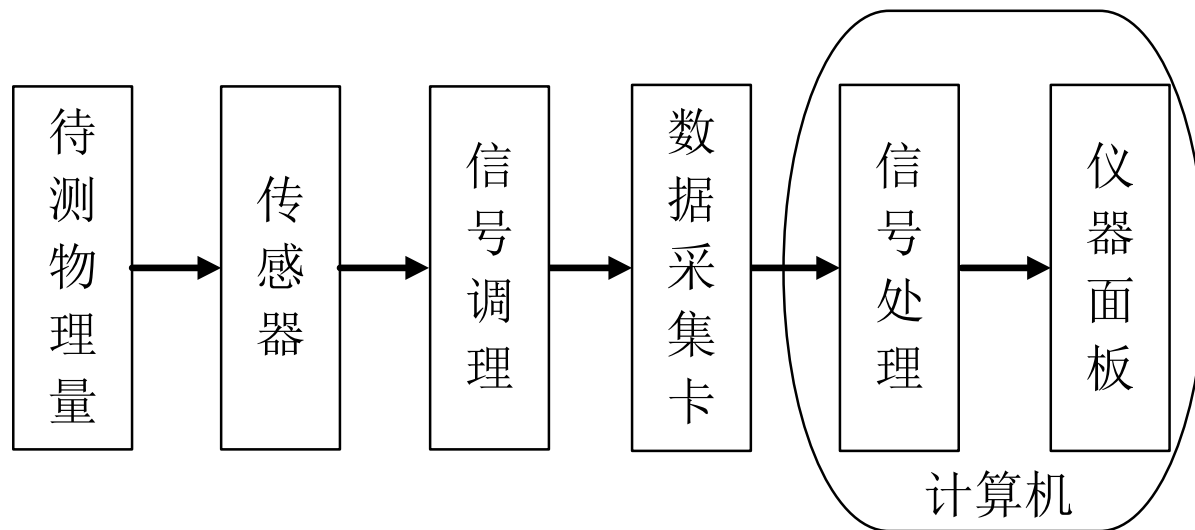 待测物理量
传感器
信号调理
数据采集卡
信号处理
仪器面板
计算机